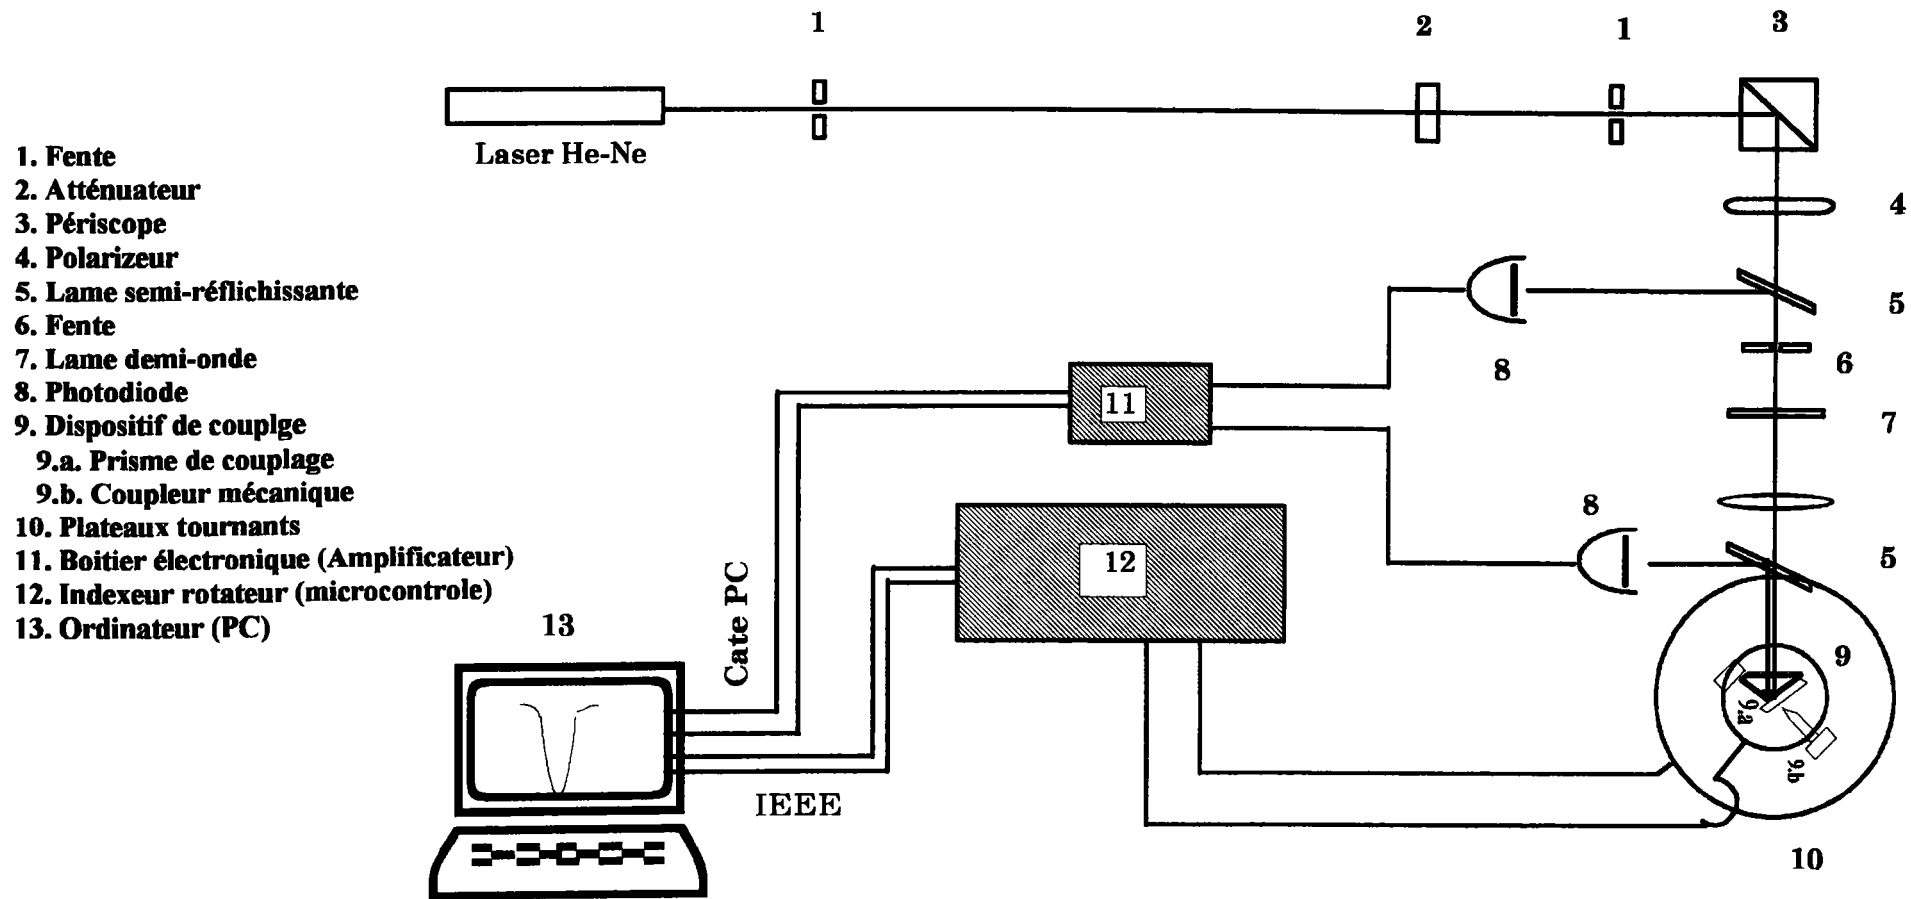 1
2
1
3
Laser He-Ne
1. Fente
2. Atténuateur
3. Périscope
4. Polarizeur
5. Lame semi-réflichissante
6. Fente
7. Lame demi-onde
8. Photodiode
9. Dispositif de couplge
9.a. Prisme de couplage
9.b. Coupleur mécanique
10. Plateaux tournants
11. Boitier électronique (Amplificateur)
12. Indexeur rotateur (microcontrole)
13. Ordinateur (PC)
4
5
8
6
11
7
8
12
5
Cate PC
13
9
9.a
9.b
IEEE
10